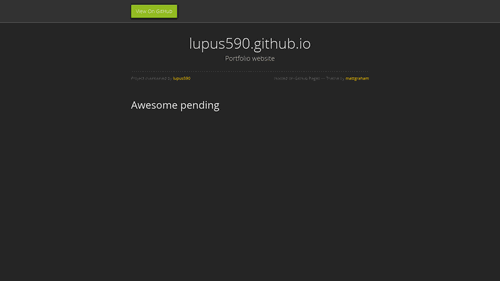 View On GitHub
lupus590.github.io
Portfolio website
Project maintained by lupus590
Hosted on GitHub Pages — Theme by mattgraham
Awesome pending